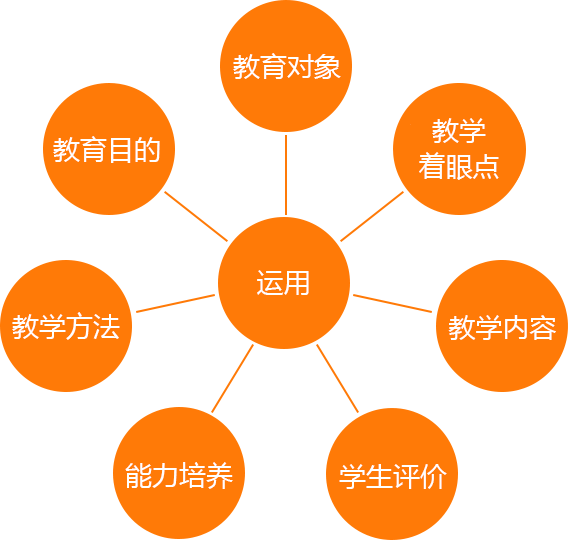 教育对象
教学
着眼点
教育目的
运用
教学方法
教学内容
能力培养
学生评价